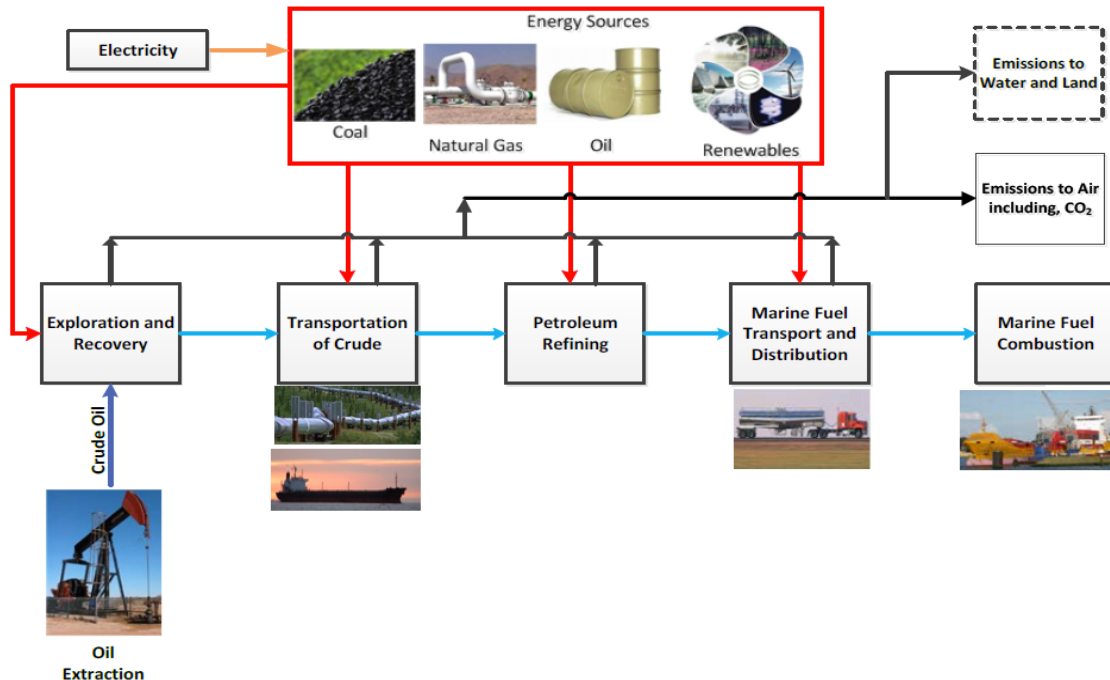 Energy Sources
Electricity
Coal
Natural Gas
Oil
Renewables
Emissions to
Water and Land
Emissions to Air
including, CO₂
Exploration and
Recovery
Transportation
of Crude
Petroleum
Refining
Marine Fuel
Transport and
Distribution
Marine Fuel
Combustion
Crude Oil
Oil
Extraction